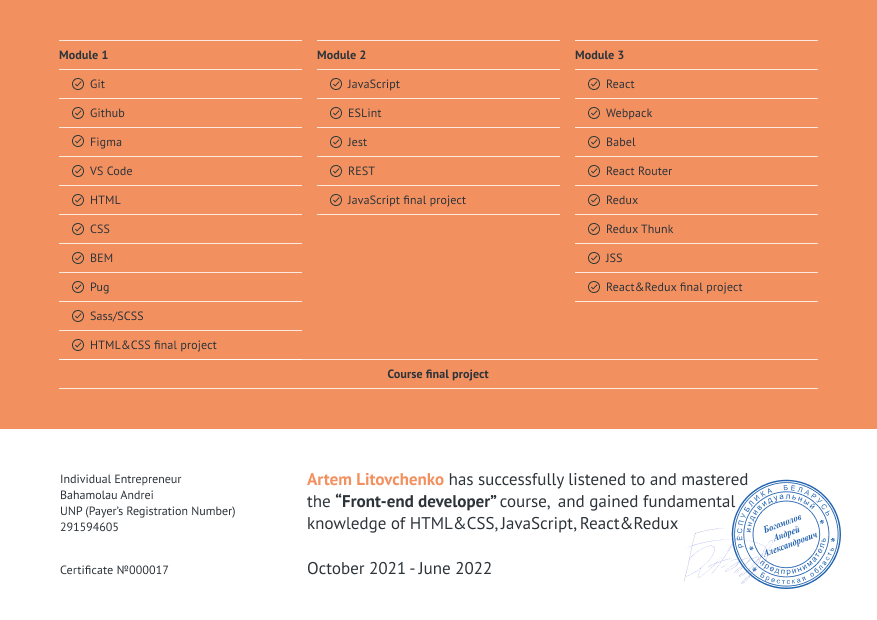 Module 1
Git
Github
Figma
VS Code
HTML
CSS
BEM
Pug
Sass/SCSS
HTML&CSS final project
Module 2
JavaScript
ESLint
Jest
REST
JavaScript final project
Module 3
React
Webpack
Babel
React Router
Redux
Redux Thunk
JSS
React&Redux final project
Course final project
Individual Entrepreneur
Bahamolau Andrei
UNP (Payer's Registration Number)
291594605
Certificate №000017
Artem Litovchenko has successfully listened to and mastered
the “Front-end developer” course, and gained fundamental
knowledge of HTML&CSS, JavaScript, React&Redux
October 2021 - June 2022
РЕСПУБЛИКА БЕЛАРУСЬ
индивидуальный
Богомолов
Андрей
Александрович
предприниматель
Брестская область